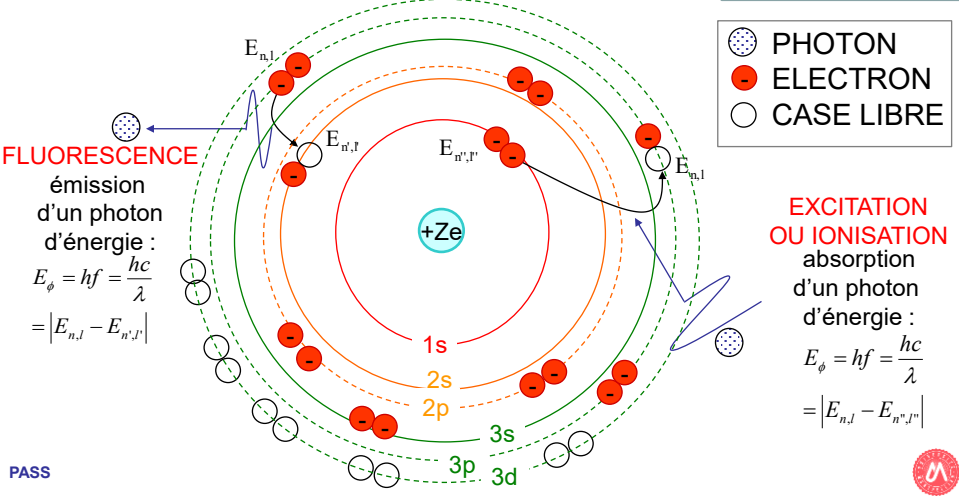 PHOTON
ELECTRON
CASE LIBRE
E_{n,l}
E_{n',l'}
E_{n'',l''}
E_{n,l}
+Ze
FLUORESCENCE
émission
d'un photon
d'énergie :
E_ϕ = hf = hc/λ
= |E_{n,l} − E_{n',l'}|
EXCITATION
OU IONISATION
absorption
d'un photon
d'énergie :
E_ϕ = hf = hc/λ
= |E_{n,l} − E_{n'',l''}|
1s
2s
2p
3s
3p
3d
PASS